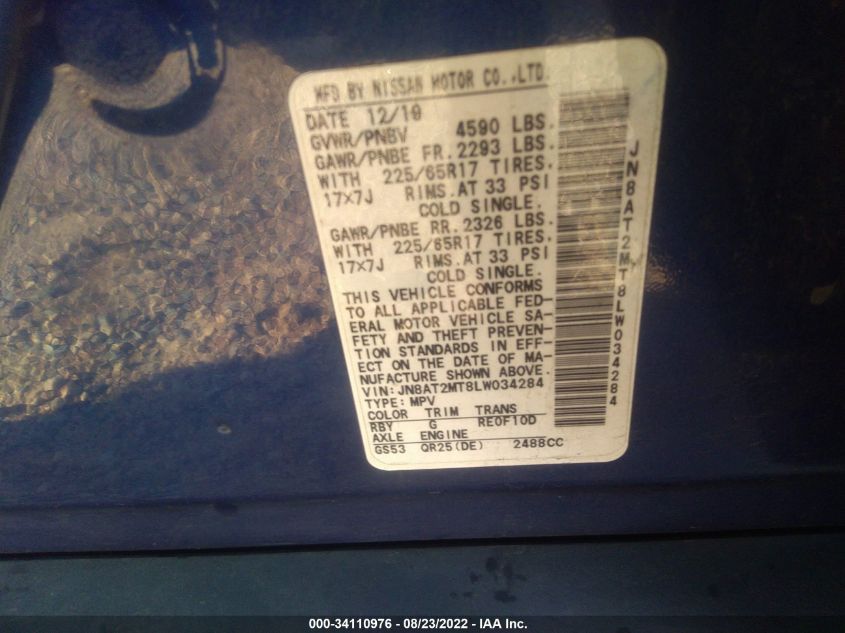 MFD BY NISSAN MOTOR CO.,LTD.
DATE 12/19
GVWR/PNBV 4590 LBS.
GAWR/PNBE FR. 2293 LBS.
WITH 225/65R17 TIRES.
17×7J RIMS.AT 33 PSI
COLD SINGLE.
GAWR/PNBE RR. 2326 LBS.
WITH 225/65R17 TIRES.
17×7J RIMS.AT 33 PSI
COLD SINGLE.
THIS VEHICLE CONFORMS
TO ALL APPLICABLE FED-
ERAL MOTOR VEHICLE SA-
FETY AND THEFT PREVEN-
TION STANDARDS IN EFF-
ECT ON THE DATE OF MA-
NUFACTURE SHOWN ABOVE.
VIN: JN8AT2MT8LW034284
TYPE: MPV
COLOR TRIM TRANS
RBY G RE0F10D
AXLE ENGINE
GS53 QR25(DE) 2488CC
JN8AT2MT8LW034284
000-34110976 - 08/23/2022 - IAA Inc.